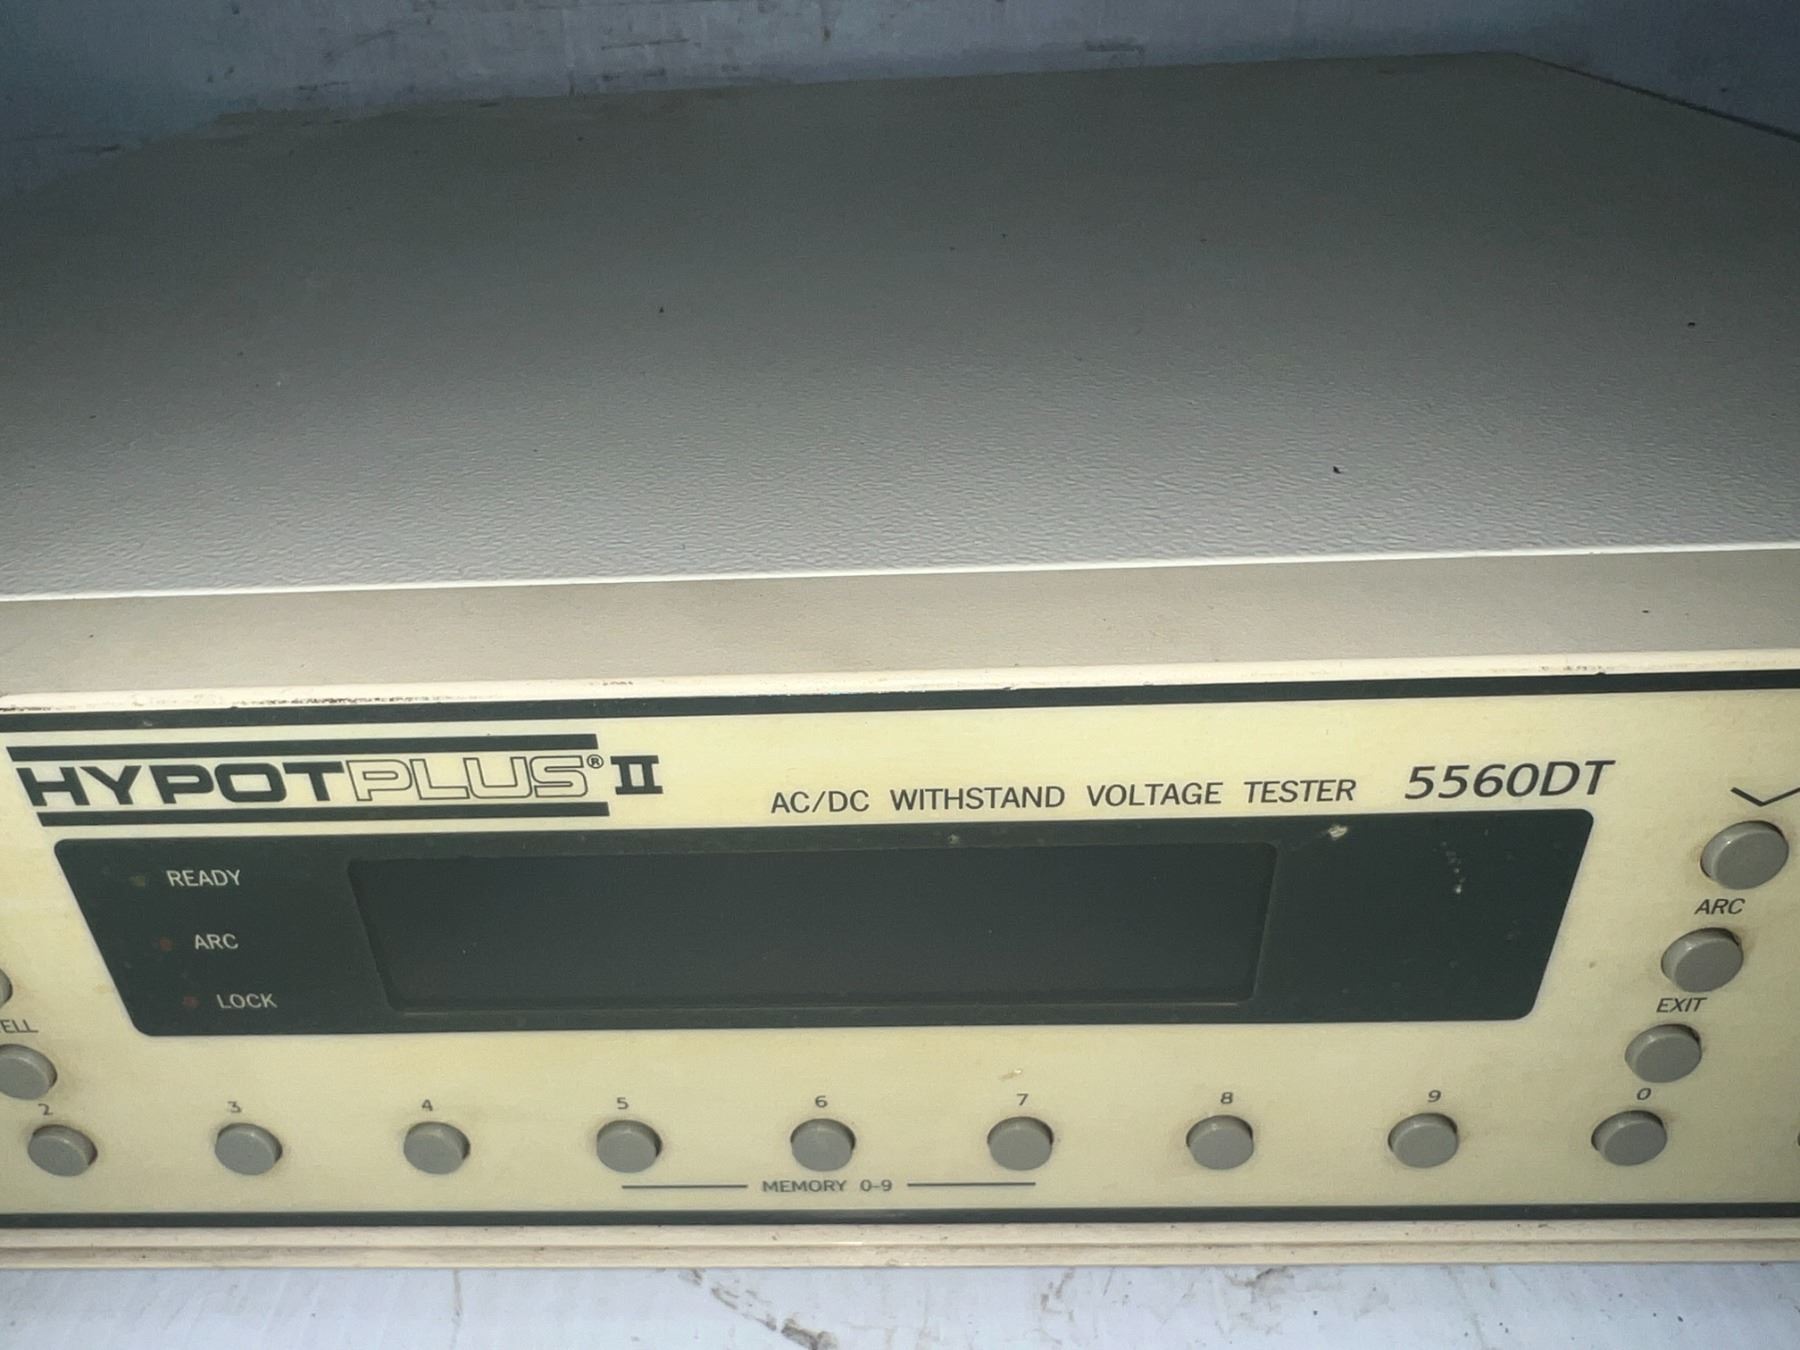 HYPOTPLUS® II
AC/DC WITHSTAND VOLTAGE TESTER 5560DT
READY
ARC
LOCK
ARC
EXIT
ELL
2 3 4 5 6 7 8 9 0
MEMORY 0-9